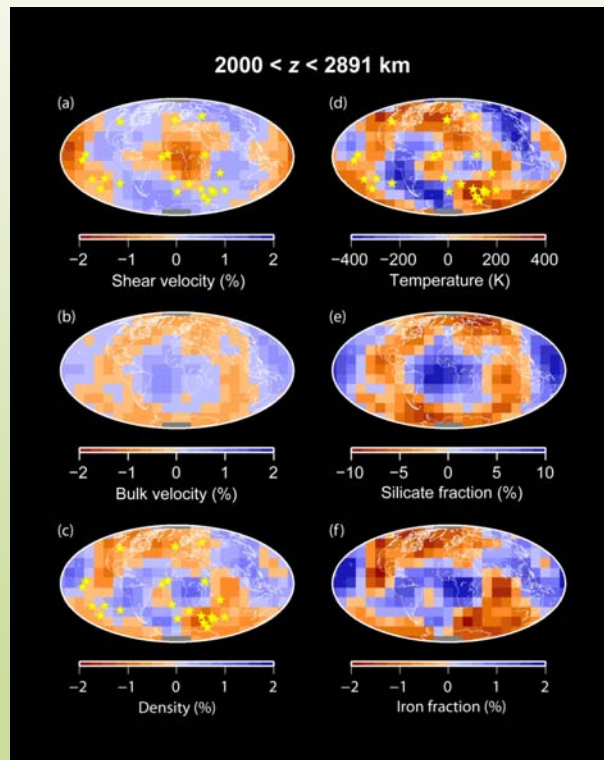 2000 < z < 2891 km
(a)
−2 −1 0 1 2
Shear velocity (%)
(d)
−400 −200 0 200 400
Temperature (K)
(b)
−2 −1 0 1 2
Bulk velocity (%)
(e)
−10 −5 0 5 10
Silicate fraction (%)
(c)
−2 −1 0 1 2
Density (%)
(f)
−2 −1 0 1 2
Iron fraction (%)